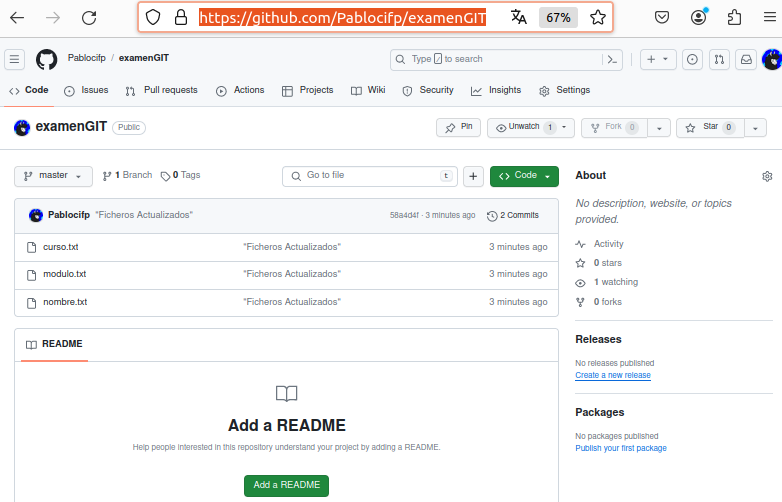 https://github.com/Pablocifp/examenGIT 67%
Pablocifp / examenGIT Type / to search
Code Issues Pull requests Actions Projects Wiki Security Insights Settings
examenGIT Public Pin Unwatch 1 Fork 0 Star 0
master 1 Branch 0 Tags Go to file t + Code
Pablocifp "Ficheros Actualizados" 58a4d4f · 3 minutes ago 2 Commits
curso.txt "Ficheros Actualizados" 3 minutes ago
modulo.txt "Ficheros Actualizados" 3 minutes ago
nombre.txt "Ficheros Actualizados" 3 minutes ago
README
Add a README
Help people interested in this repository understand your project by adding a README.
Add a README
About
No description, website, or topics
provided.
Activity
0 stars
1 watching
0 forks
Releases
No releases published
Create a new release
Packages
No packages published
Publish your first package